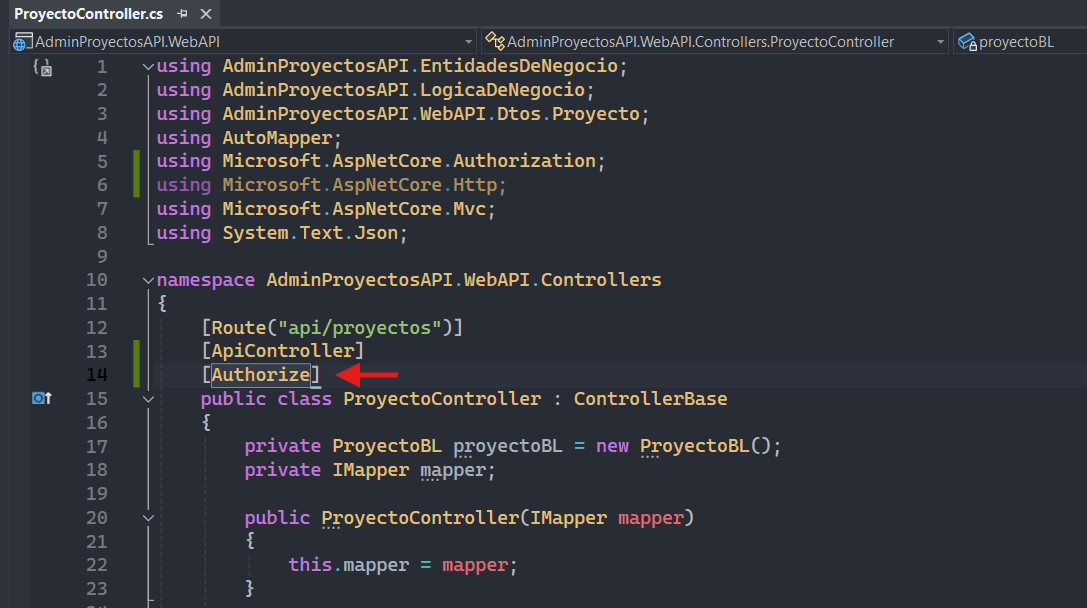 ProyectoController.cs
AdminProyectosAPI.WebAPI AdminProyectosAPI.WebAPI.Controllers.ProyectoController proyectoBL
1 using AdminProyectosAPI.EntidadesDeNegocio;
2 using AdminProyectosAPI.LogicaDeNegocio;
3 using AdminProyectosAPI.WebAPI.Dtos.Proyecto;
4 using AutoMapper;
5 using Microsoft.AspNetCore.Authorization;
6 using Microsoft.AspNetCore.Http;
7 using Microsoft.AspNetCore.Mvc;
8 using System.Text.Json;
9
10 namespace AdminProyectosAPI.WebAPI.Controllers
11 {
12 [Route("api/proyectos")]
13 [ApiController]
14 [Authorize]
15 public class ProyectoController : ControllerBase
16 {
17 private ProyectoBL proyectoBL = new ProyectoBL();
18 private IMapper mapper;
19
20 public ProyectoController(IMapper mapper)
21 {
22 this.mapper = mapper;
23 }